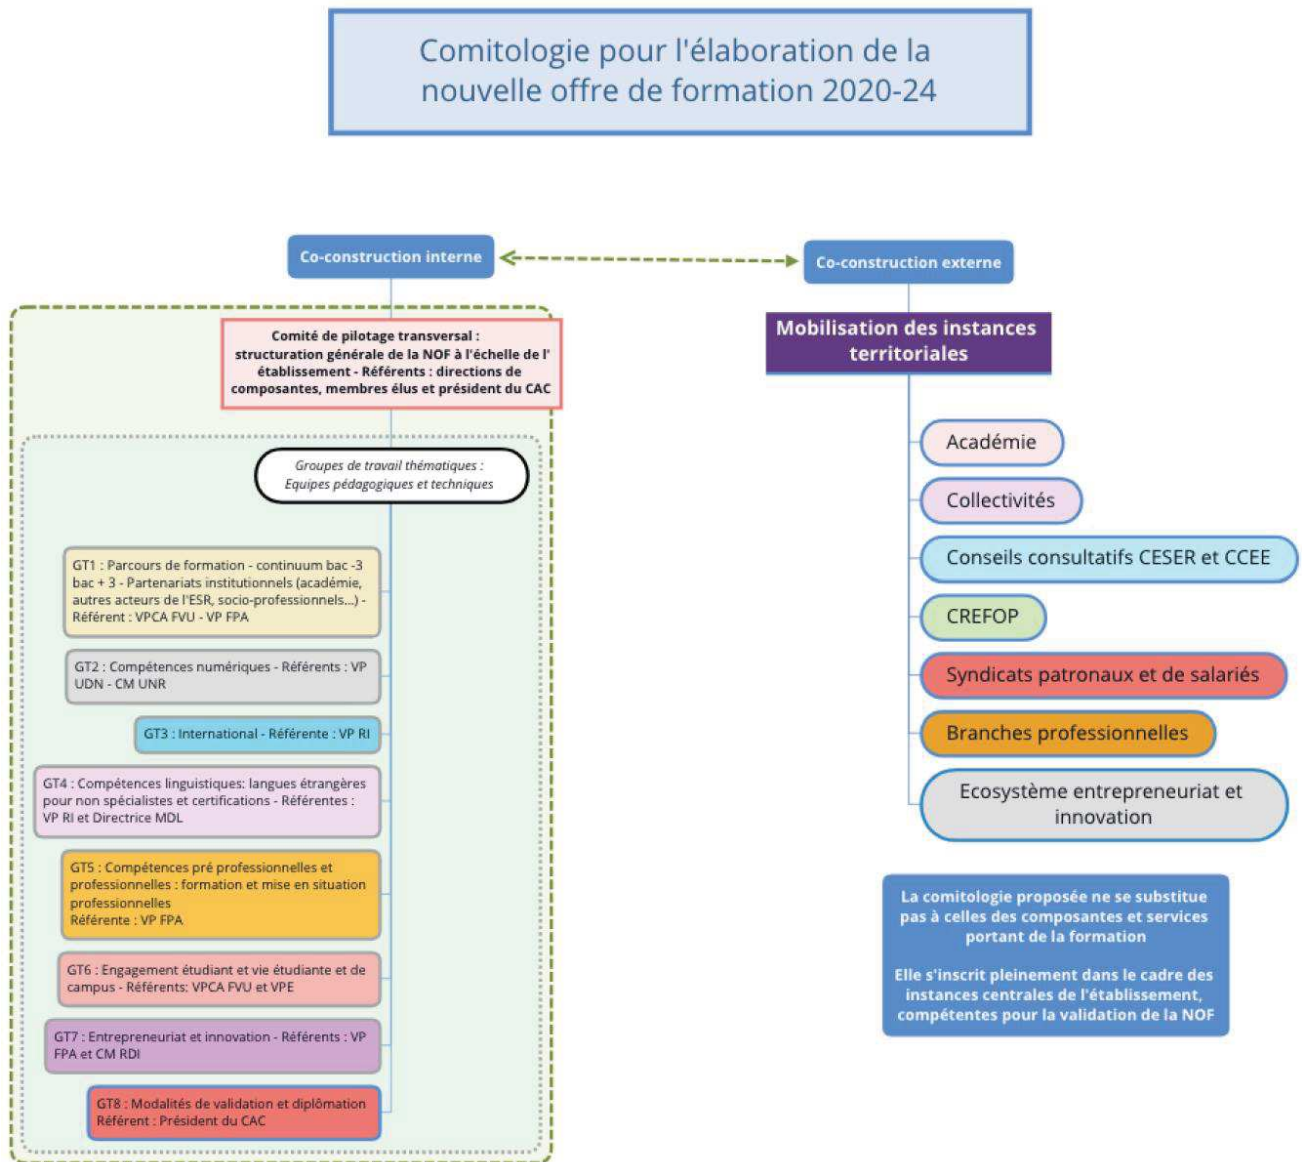 Comitologie pour l'élaboration de la
nouvelle offre de formation 2020-24
Co-construction interne
Comité de pilotage transversal :
structuration générale de la NOF à l'échelle de l'
établissement - Référents : directions de
composantes, membres élus et président du CAC
Groupes de travail thématiques :
Equipes pédagogiques et techniques
GT1 : Parcours de formation - continuum bac -3
bac + 3 - Partenariats institutionnels (académie,
autres acteurs de l'ESR, socio-professionnels...) -
Référent : VPCA FVU - VP FPA
GT2 : Compétences numériques - Référents : VP
UDN - CM UNR
GT3 : International - Référente : VP RI
GT4 : Compétences linguistiques: langues étrangères
pour non spécialistes et certifications - Référentes :
VP RI et Directrice MDL
GT5 : Compétences pré professionnelles et
professionnelles : formation et mise en situation
professionnelles
Référente : VP FPA
GT6 : Engagement étudiant et vie étudiante et de
campus - Référents: VPCA FVU et VPE
GT7 : Entrepreneuriat et innovation - Référents : VP
FPA et CM RDI
GT8 : Modalités de validation et diplômation
Référent : Président du CAC
Co-construction externe
Mobilisation des instances
territoriales
Académie
Collectivités
Conseils consultatifs CESER et CCEE
CREFOP
Syndicats patronaux et de salariés
Branches professionnelles
Ecosystème entrepreneuriat et
innovation
La comitologie proposée ne se substitue
pas à celles des composantes et services
portant de la formation
Elle s'inscrit pleinement dans le cadre des
instances centrales de l'établissement,
compétentes pour la validation de la NOF